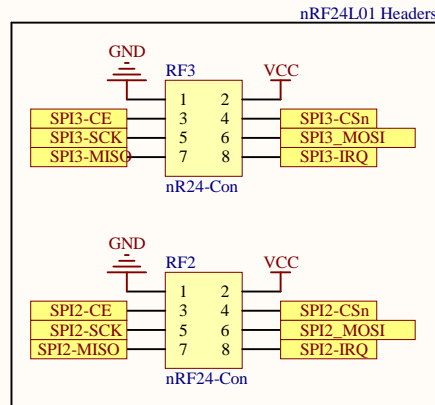 nRF24L01 Headers
GND
RF3
VCC
1 2
SPI3-CE 3 4 SPI3-CSn
SPI3-SCK 5 6 SPI3_MOSI
SPI3-MISO 7 8 SPI3-IRQ
nR24-Con
GND
RF2
VCC
1 2
SPI2-CE 3 4 SPI2-CSn
SPI2-SCK 5 6 SPI2_MOSI
SPI2-MISO 7 8 SPI2-IRQ
nRF24-Con